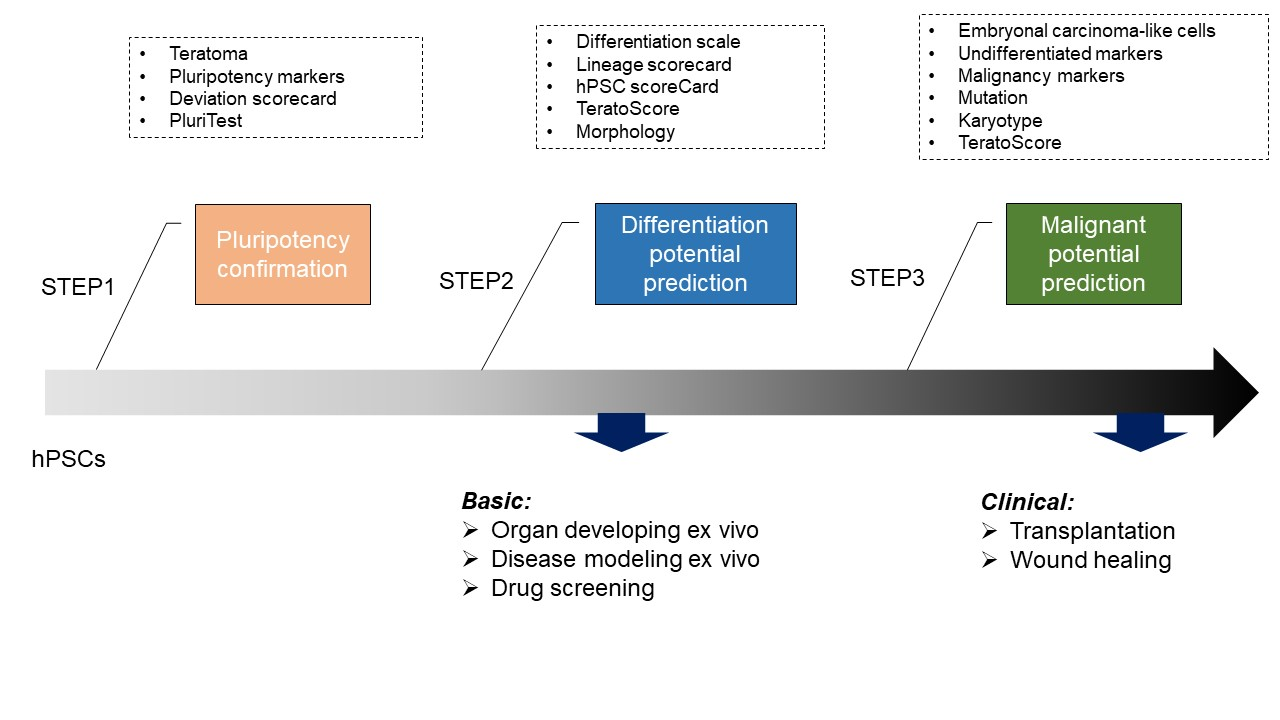 • Teratoma
• Pluripotency markers
• Deviation scorecard
• PluriTest
• Differentiation scale
• Lineage scorecard
• hPSC scoreCard
• TeratoScore
• Morphology
• Embryonal carcinoma-like cells
• Undifferentiated markers
• Malignancy markers
• Mutation
• Karyotype
• TeratoScore
STEP1
Pluripotency
confirmation
STEP2
Differentiation
potential
prediction
STEP3
Malignant
potential
prediction
hPSCs
Basic:
➢ Organ developing ex vivo
➢ Disease modeling ex vivo
➢ Drug screening
Clinical:
➢ Transplantation
➢ Wound healing